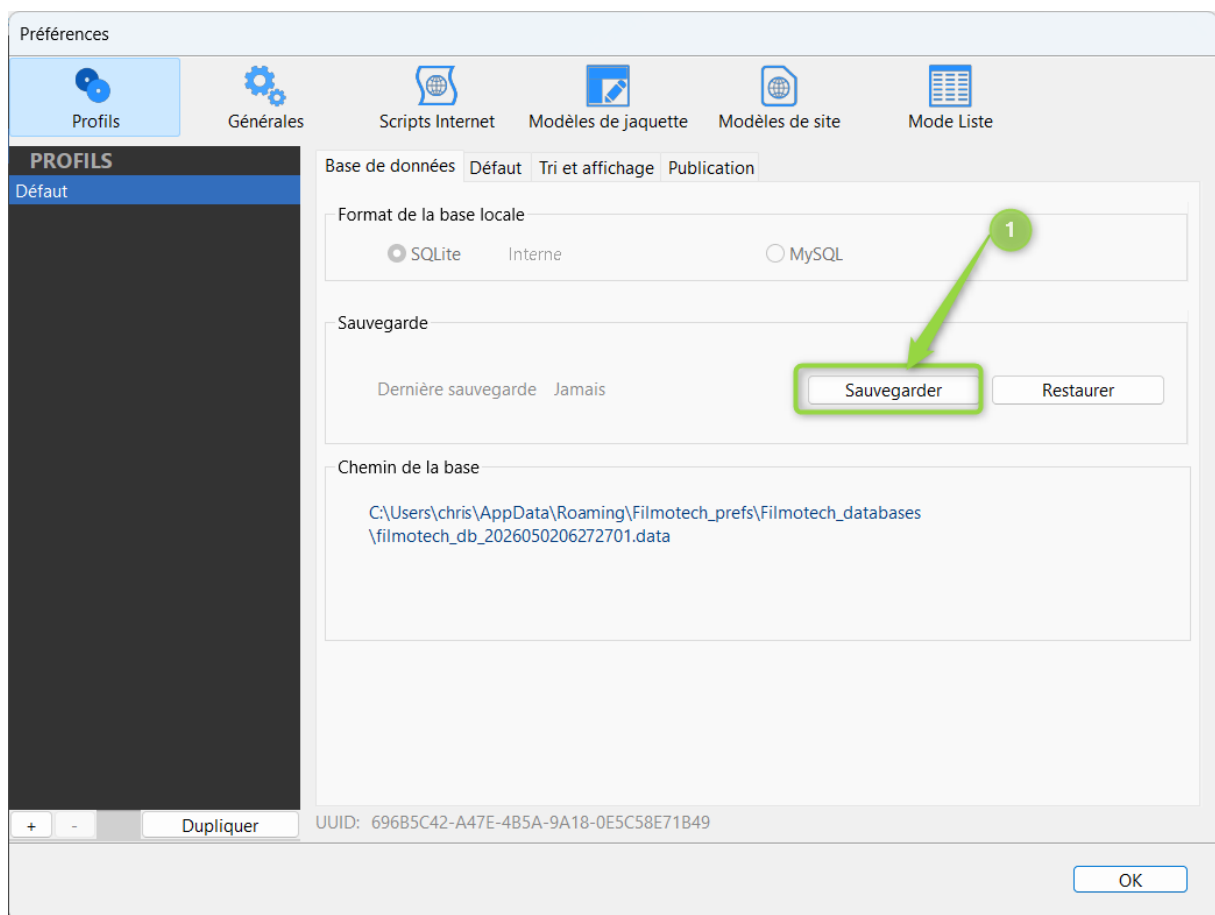 Préférences
Profils
Générales
Scripts Internet
Modèles de jaquette
Modèles de site
Mode Liste
PROFILS
Défaut
Base de données
Défaut
Tri et affichage
Publication
Format de la base locale
SQLite
Interne
MySQL
1
Sauvegarde
Dernière sauvegarde Jamais
Sauvegarder
Restaurer
Chemin de la base
C:\Users\chris\AppData\Roaming\Filmotech_prefs\Filmotech_databases
\filmotech_db_2026050206272701.data
+
-
Dupliquer
UUID: 696B5C42-A47E-4B5A-9A18-0E5C58E71B49
OK